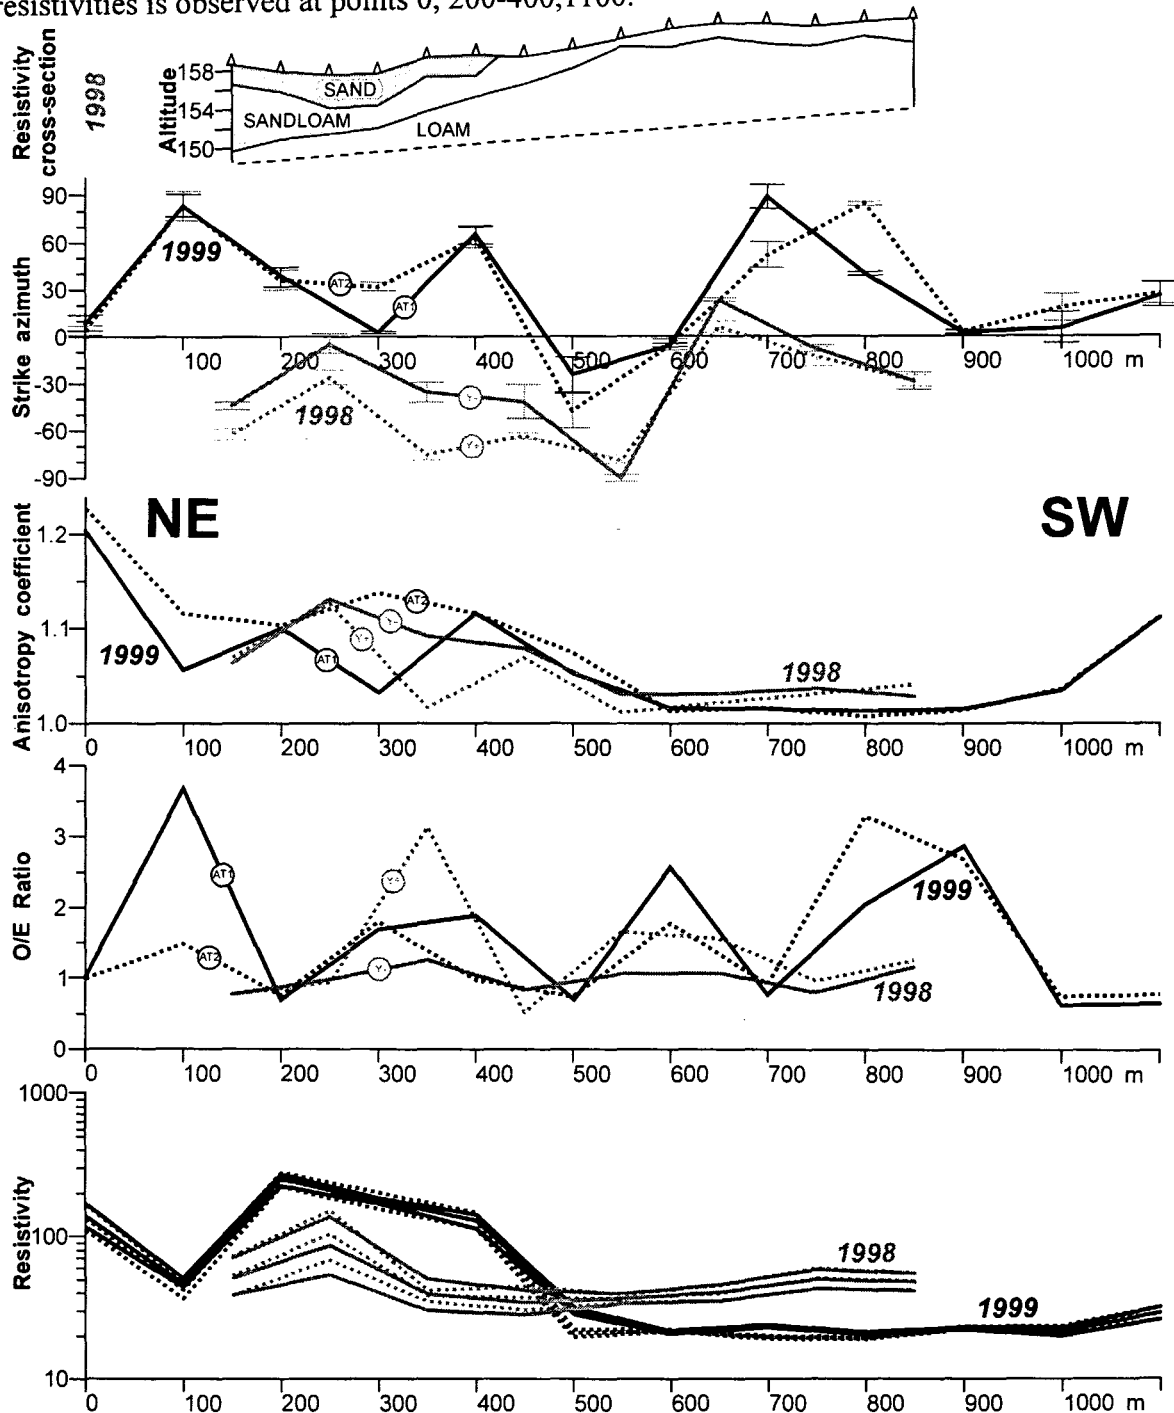 resistivities is observed at points 0, 200-400,1100.
Resistivity
cross-section
1998
Altitude
158
154
150
SAND
SANDLOAM
LOAM
Strike azimuth
90
60
30
0
-30
-60
-90
1999
AT2
AT1
100 200 300 400 500 600 700 800 900 1000 m
1998
Y-
Y+
NE
SW
Anisotropy coefficient
1.2
1.1
1.0
1999
AT2
Y-
Y+
AT1
1998
0 100 200 300 400 500 600 700 800 900 1000 m
O/E Ratio
4
3
2
1
0
AT1
AT2
Y+
Y-
1999
1998
0 100 200 300 400 500 600 700 800 900 1000 m
Resistivity
1000
100
10
1998
1999
0 100 200 300 400 500 600 700 800 900 1000 m